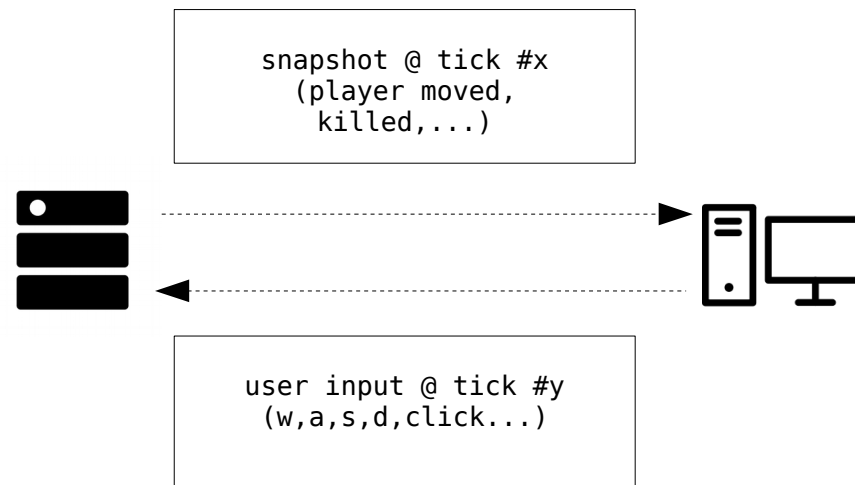 snapshot @ tick #x
(player moved,
killed,...)
user input @ tick #y
(w,a,s,d,click...)